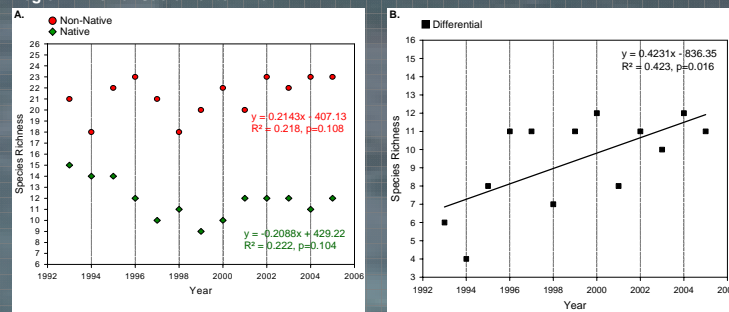 A.
Non-Native
Native
26
25
24
23
22
21
20
19
18
17
16
15
14
13
12
11
10
9
8
7
6
Species Richness
y = 0.2143x - 407.13
R² = 0.218, p=0.108
y = -0.2088x + 429.22
R² = 0.222, p=0.104
1992 1994 1996 1998 2000 2002 2004 2006
Year
B.
Differential
y = 0.4231x - 836.35
R² = 0.423, p=0.016
16
15
14
13
12
11
10
9
8
7
6
5
4
3
Species Richness
1992 1994 1996 1998 2000 2002 2004 2006
Year